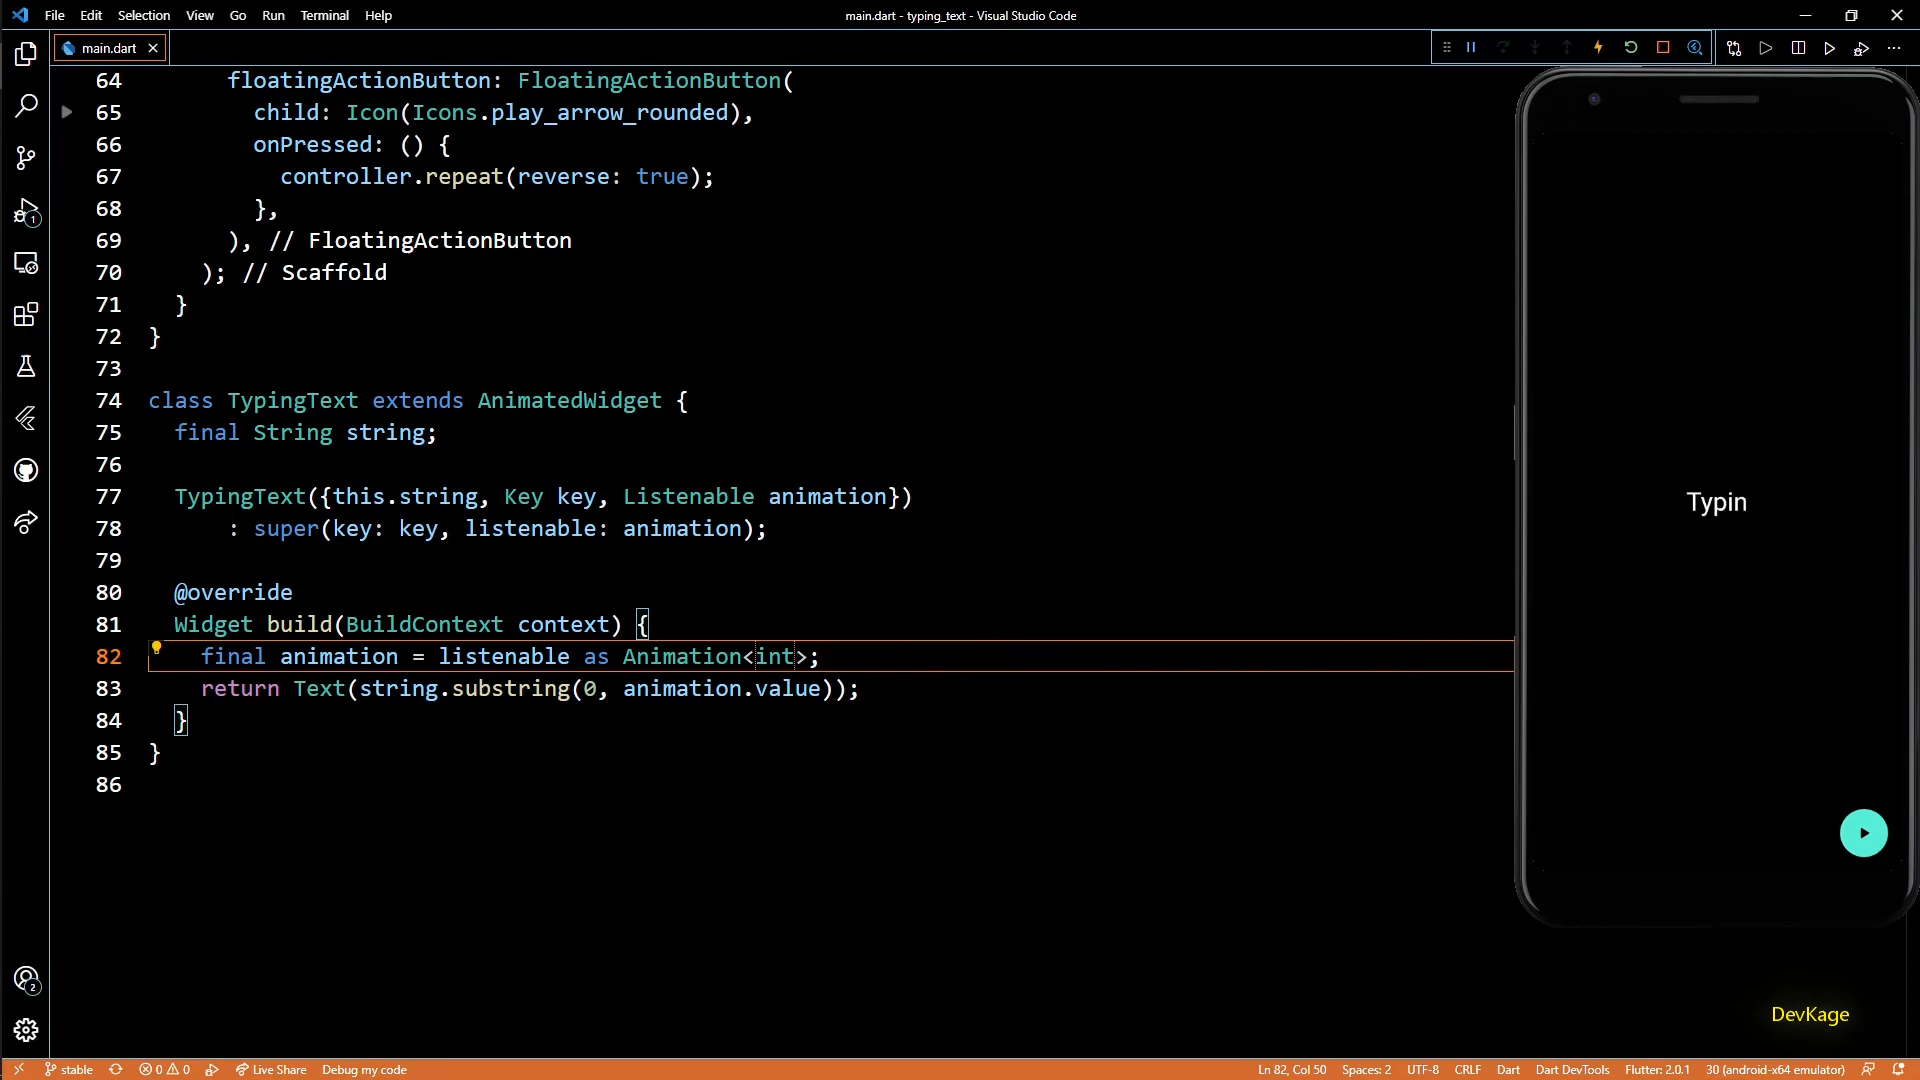 File Edit Selection View Go Run Terminal Help
main.dart - typing_text - Visual Studio Code
main.dart
64 floatingActionButton: FloatingActionButton(
65 child: Icon(Icons.play_arrow_rounded),
66 onPressed: () {
67 controller.repeat(reverse: true);
68 },
69 ), // FloatingActionButton
70 ); // Scaffold
71 }
72 }
73
74 class TypingText extends AnimatedWidget {
75 final String string;
76
77 TypingText({this.string, Key key, Listenable animation})
78 : super(key: key, listenable: animation);
79
80 @override
81 Widget build(BuildContext context) {
82 final animation = listenable as Animation<int>;
83 return Text(string.substring(0, animation.value));
84 }
85 }
86
1
2
Typin
DevKage
stable 0 0 Live Share Debug my code Ln 82, Col 50 Spaces: 2 UTF-8 CRLF Dart Dart DevTools Flutter: 2.0.1 30 (android-x64 emulator)